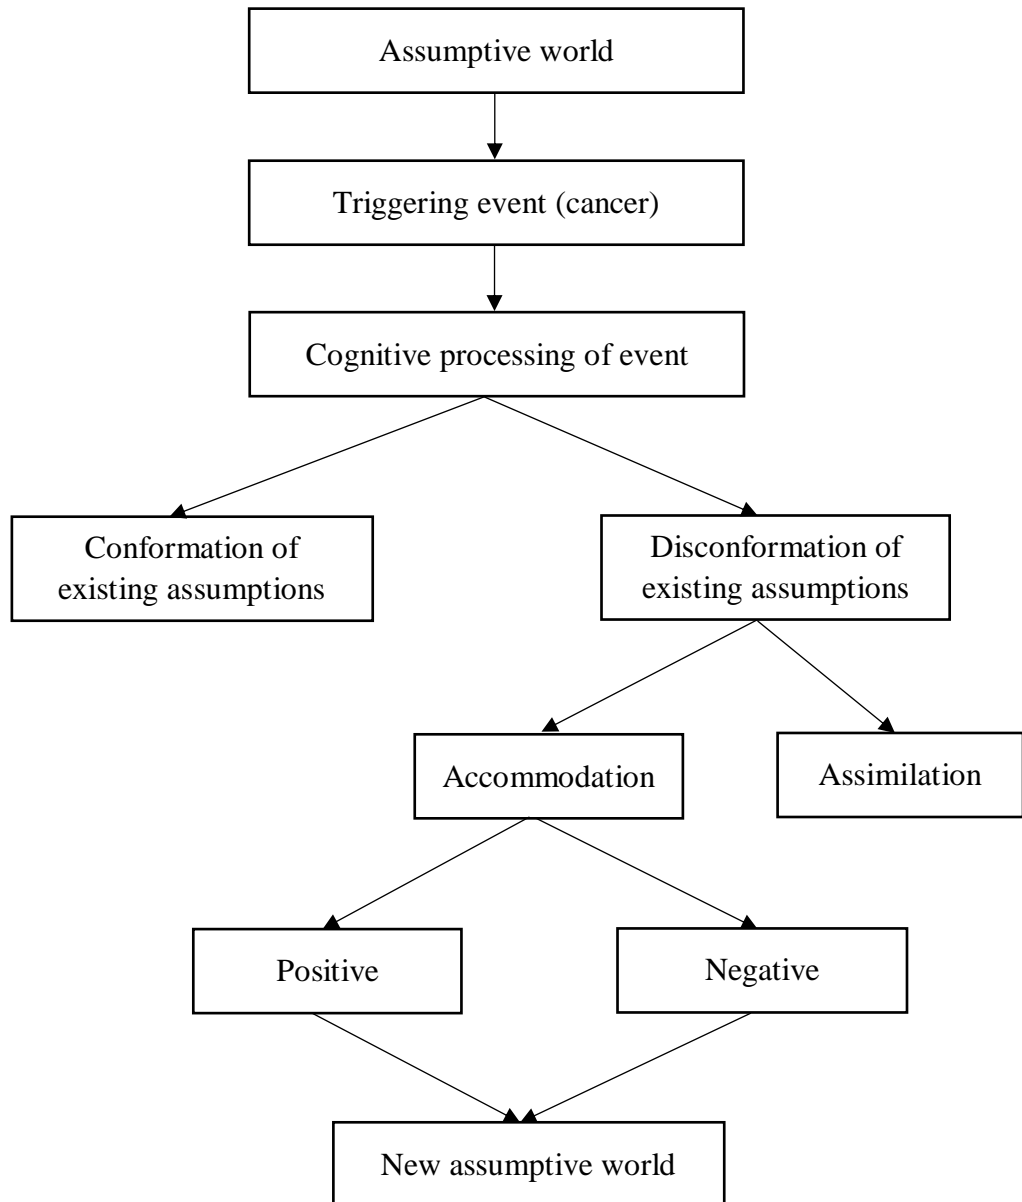 Assumptive world
Triggering event (cancer)
Cognitive processing of event
Conformation of
existing assumptions
Disconformation of
existing assumptions
Accommodation
Assimilation
Positive
Negative
New assumptive world